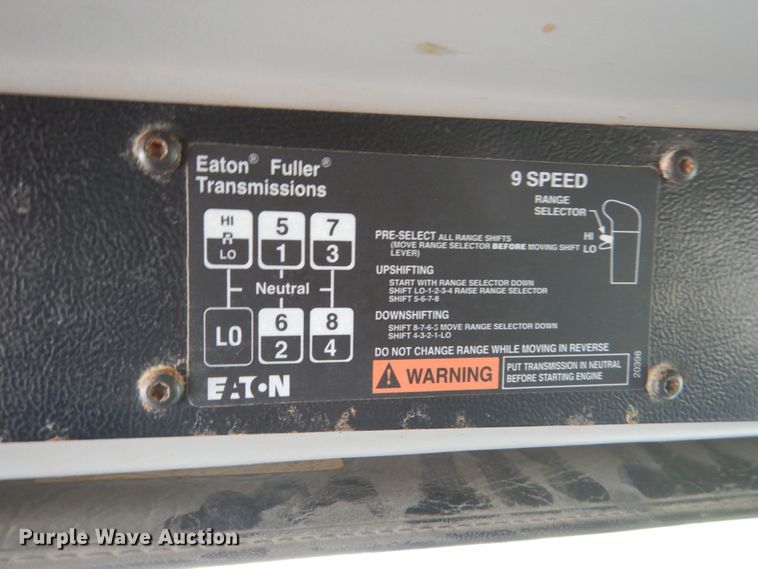 Eaton® Fuller®
Transmissions
9 SPEED
RANGE
SELECTOR
HI
LO
HI
R
LO
5
1
7
3
Neutral
LO
6
2
8
4
EATON
PRE-SELECT ALL RANGE SHIFTS
(MOVE RANGE SELECTOR BEFORE MOVING SHIFT
LEVER)
UPSHIFTING
START WITH RANGE SELECTOR DOWN
SHIFT LO-1-2-3-4 RAISE RANGE SELECTOR
SHIFT 5-6-7-8
DOWNSHIFTING
SHIFT 8-7-6-5 MOVE RANGE SELECTOR DOWN
SHIFT 4-3-2-1-LO
DO NOT CHANGE RANGE WHILE MOVING IN REVERSE
WARNING
PUT TRANSMISSION IN NEUTRAL
BEFORE STARTING ENGINE
20398
Purple Wave Auction